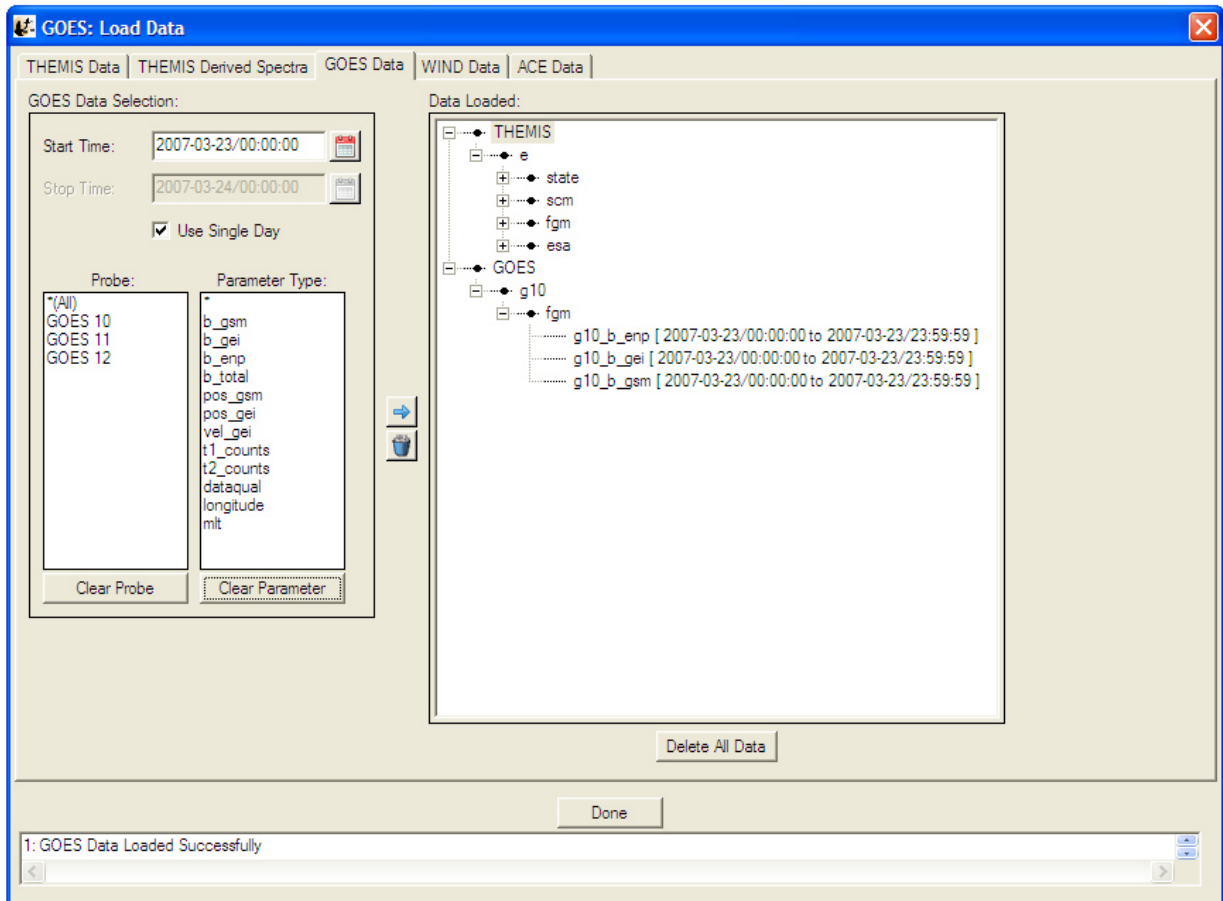 GOES: Load Data
THEMIS Data THEMIS Derived Spectra GOES Data WIND Data ACE Data
GOES Data Selection:
Start Time: 2007-03-23/00:00:00
Stop Time: 2007-03-24/00:00:00
Use Single Day
Probe:
*(All)
GOES 10
GOES 11
GOES 12
Clear Probe
Parameter Type:
*
b_gsm
b_gei
b_enp
b_total
pos_gsm
pos_gei
vel_gei
t1_counts
t2_counts
dataqual
longitude
mlt
Clear Parameter
Data Loaded:
THEMIS
e
state
scm
fgm
esa
GOES
g10
fgm
g10_b_enp [ 2007-03-23/00:00:00 to 2007-03-23/23:59:59 ]
g10_b_gei [ 2007-03-23/00:00:00 to 2007-03-23/23:59:59 ]
g10_b_gsm [ 2007-03-23/00:00:00 to 2007-03-23/23:59:59 ]
Delete All Data
Done
1: GOES Data Loaded Successfully